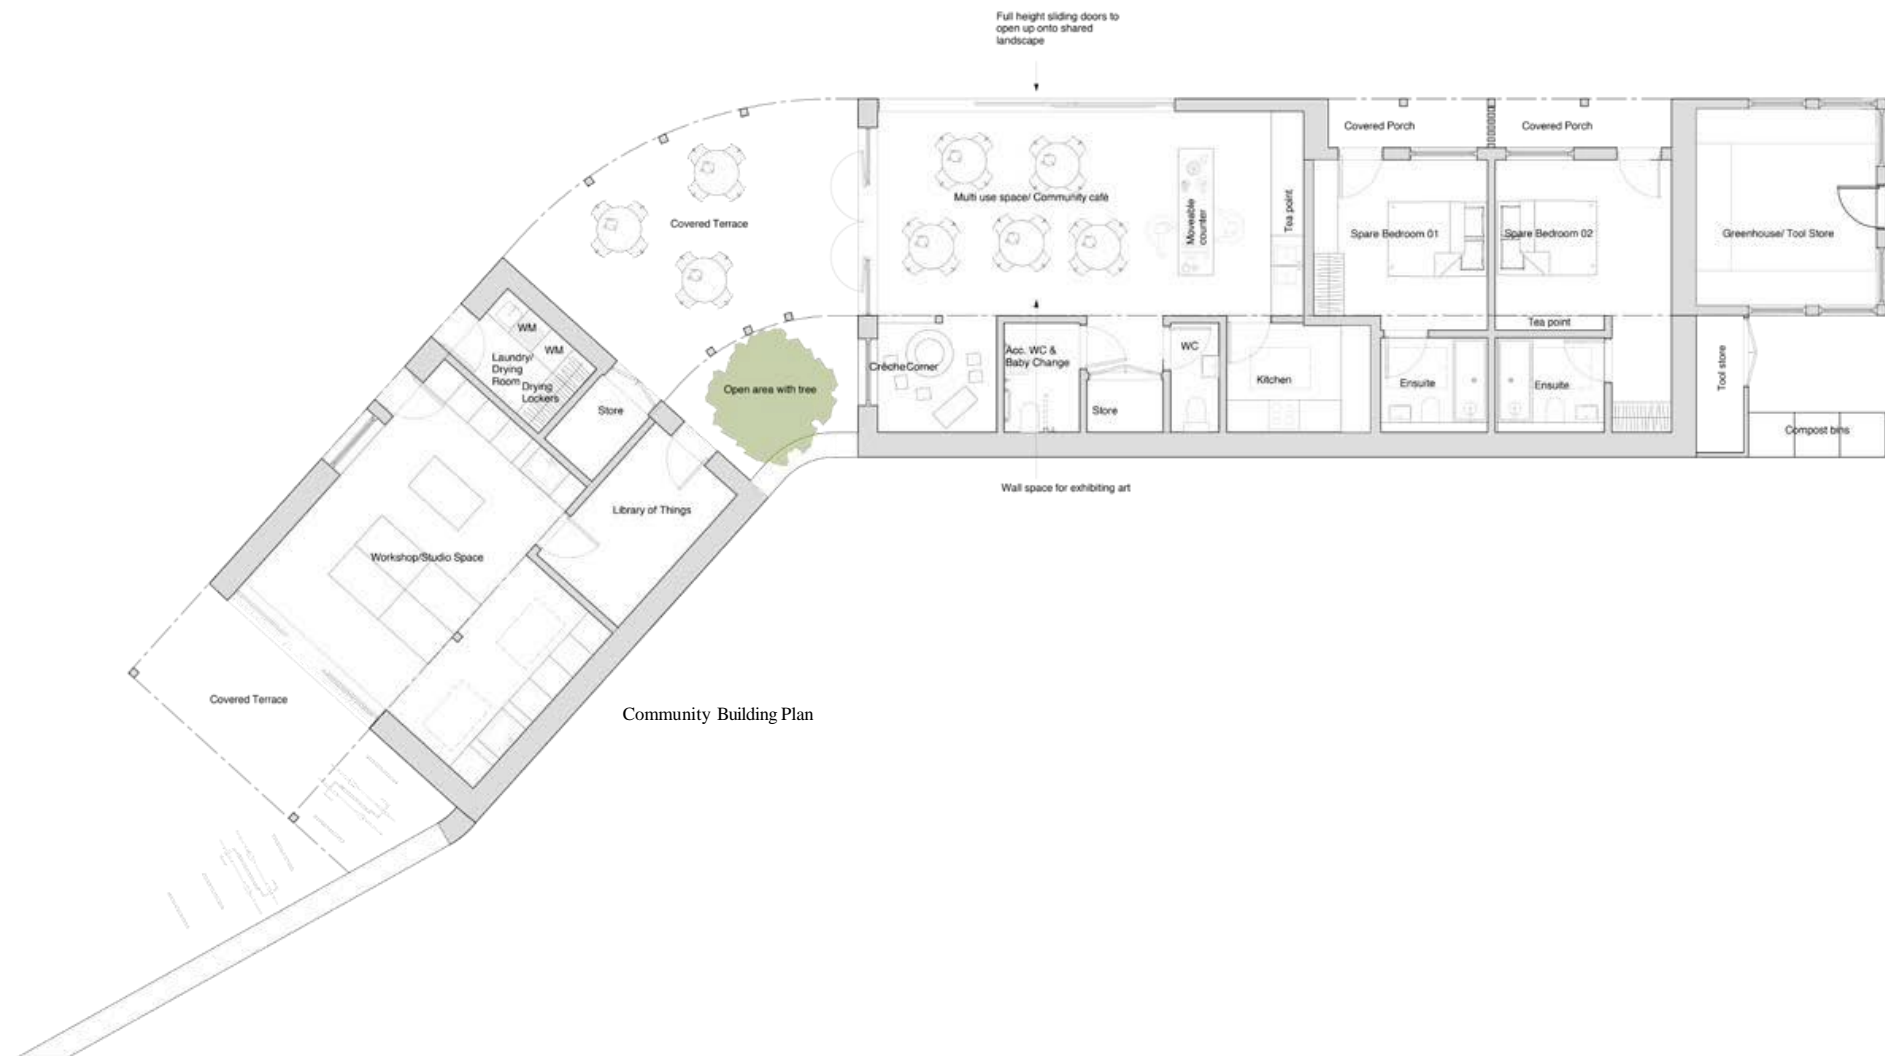 Full height sliding doors to
open up onto shared
landscape
Covered Porch
Covered Porch
Covered Terrace
Multi use space/ Community café
Moveable
counter
Tea point
Spare Bedroom 01
Spare Bedroom 02
Greenhouse/ Tool Store
WM
WM
Laundry/
Drying
Room
Drying
Lockers
Store
Open area with tree
CrècheCorner
Acc. WC &
Baby Change
Store
WC
Kitchen
Ensuite
Tea point
Ensuite
Tool store
Compost bins
Wall space for exhibiting art
Library of Things
Workshop/Studio Space
Covered Terrace
Community Building Plan